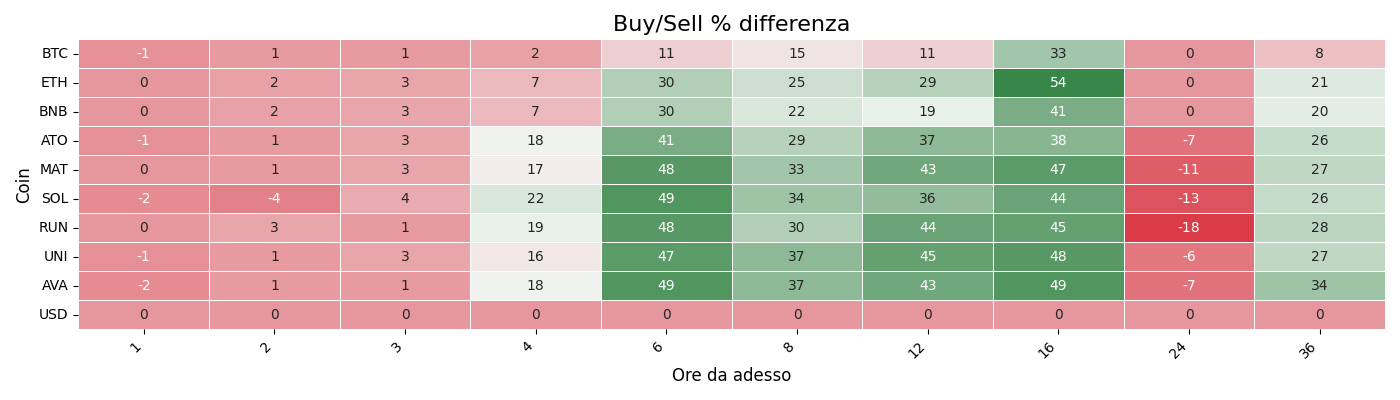 Buy/Sell % differenza
Coin
BTC -1 1 1 2 11 15 11 33 0 8
ETH 0 2 3 7 30 25 29 54 0 21
BNB 0 2 3 7 30 22 19 41 0 20
ATO -1 1 3 18 41 29 37 38 -7 26
MAT 0 1 3 17 48 33 43 47 -11 27
SOL -2 -4 4 22 49 34 36 44 -13 26
RUN 0 3 1 19 48 30 44 45 -18 28
UNI -1 1 3 16 47 37 45 48 -6 27
AVA -2 1 1 18 49 37 43 49 -7 34
USD 0 0 0 0 0 0 0 0 0 0
1 2 3 4 6 8 12 16 24 36
Ore da adesso